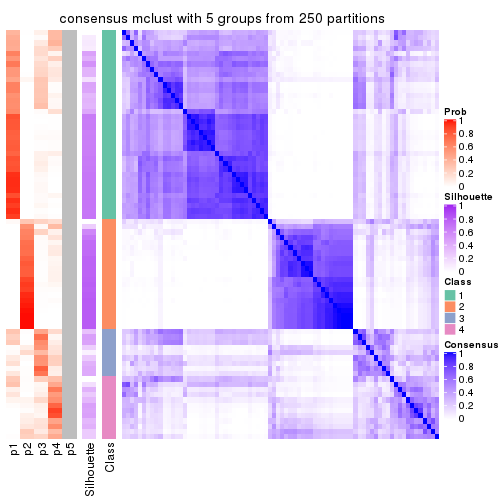 consensus mclust with 5 groups from 250 partitions
Prob
1
0.8
0.6
0.4
0.2
0
Silhouette
1
0.8
0.6
0.4
0.2
0
Class
1
2
3
4
Consensus
1
0.8
0.6
0.4
0.2
0
p1
p2
p3
p4
p5
Silhouette
Class